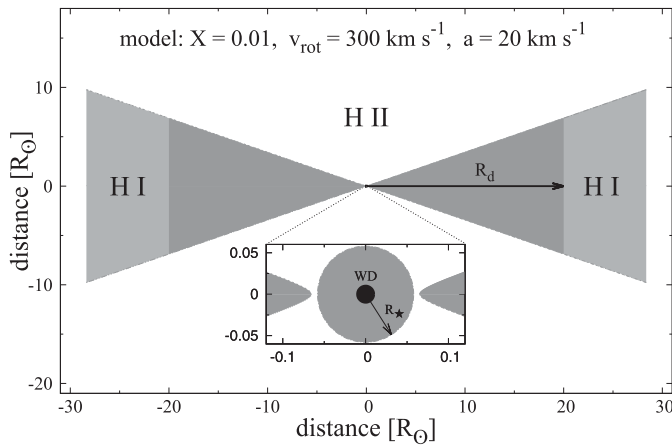 model: X = 0.01, v_rot = 300 km s⁻¹, a = 20 km s⁻¹
20
10
0
-10
-20
distance [R_⊙]
H II
H I
R_d
H I
0.05
0
-0.05
WD
R_★
-0.1
0
0.1
-30
-20
-10
0
10
20
30
distance [R_⊙]